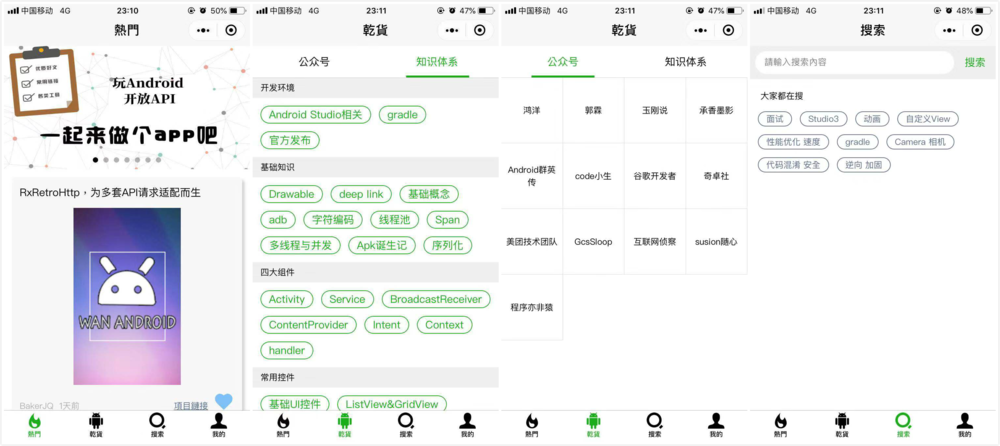 中国移动 4G 23:10 50%
熱門
优质好文
新闻链接
热卖工具
玩Android
开放API
一起来做个app吧
RxRetroHttp，为多套API请求适配而生
WAN ANDROID
BakerJQ 1天前 項目鏈接
熱門 乾貨 搜索 我的
中国移动 4G 23:11 47%
乾貨
公众号 知识体系
开发环境
Android Studio相关 gradle
官方发布
基础知识
Drawable deep link 基础概念
adb 字符编码 线程池 Span
多线程与并发 Apk诞生记 序列化
四大组件
Activity Service BroadcastReceiver
ContentProvider Intent Context
handler
常用控件
基础UI控件 ListView&GridView
熱門 乾貨 搜索 我的
中国移动 4G 23:11 47%
乾貨
公众号 知识体系
鸿洋 郭霖 玉刚说 承香墨影
Android群英
传 code小生 谷歌开发者 奇卓社
美团技术团队 GcsSloop 互联网侦察 susion随心
程序亦非猿
熱門 乾貨 搜索 我的
中国移动 4G 23:11 48%
搜索
請輸入搜索內容 搜索
大家都在搜
面试 Studio3 动画 自定义View
性能优化 速度 gradle Camera 相机
代码混淆 安全 逆向 加固
熱門 乾貨 搜索 我的